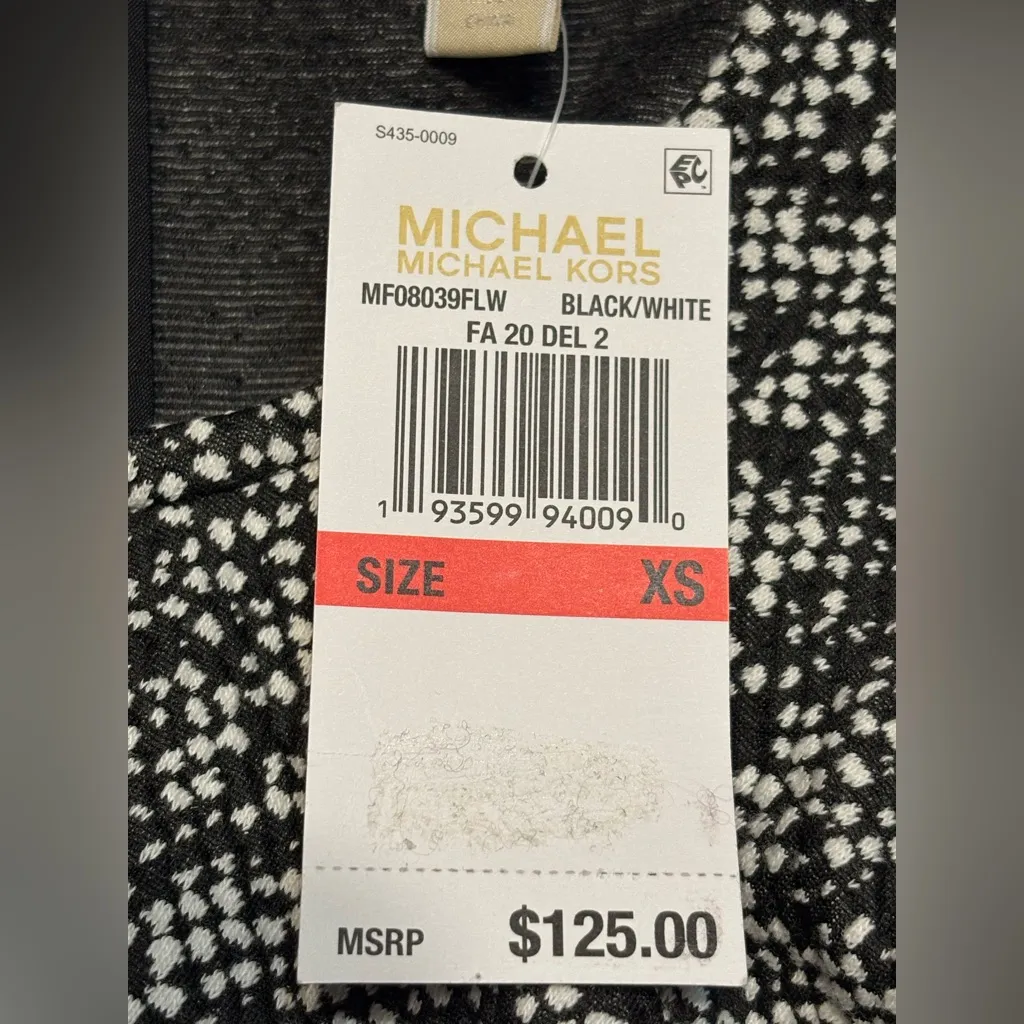 S435-0009
EPC
MICHAEL
MICHAEL KORS
MF08039FLW BLACK/WHITE
FA 20 DEL 2
1 93599 94009 0
SIZE XS
MSRP $125.00